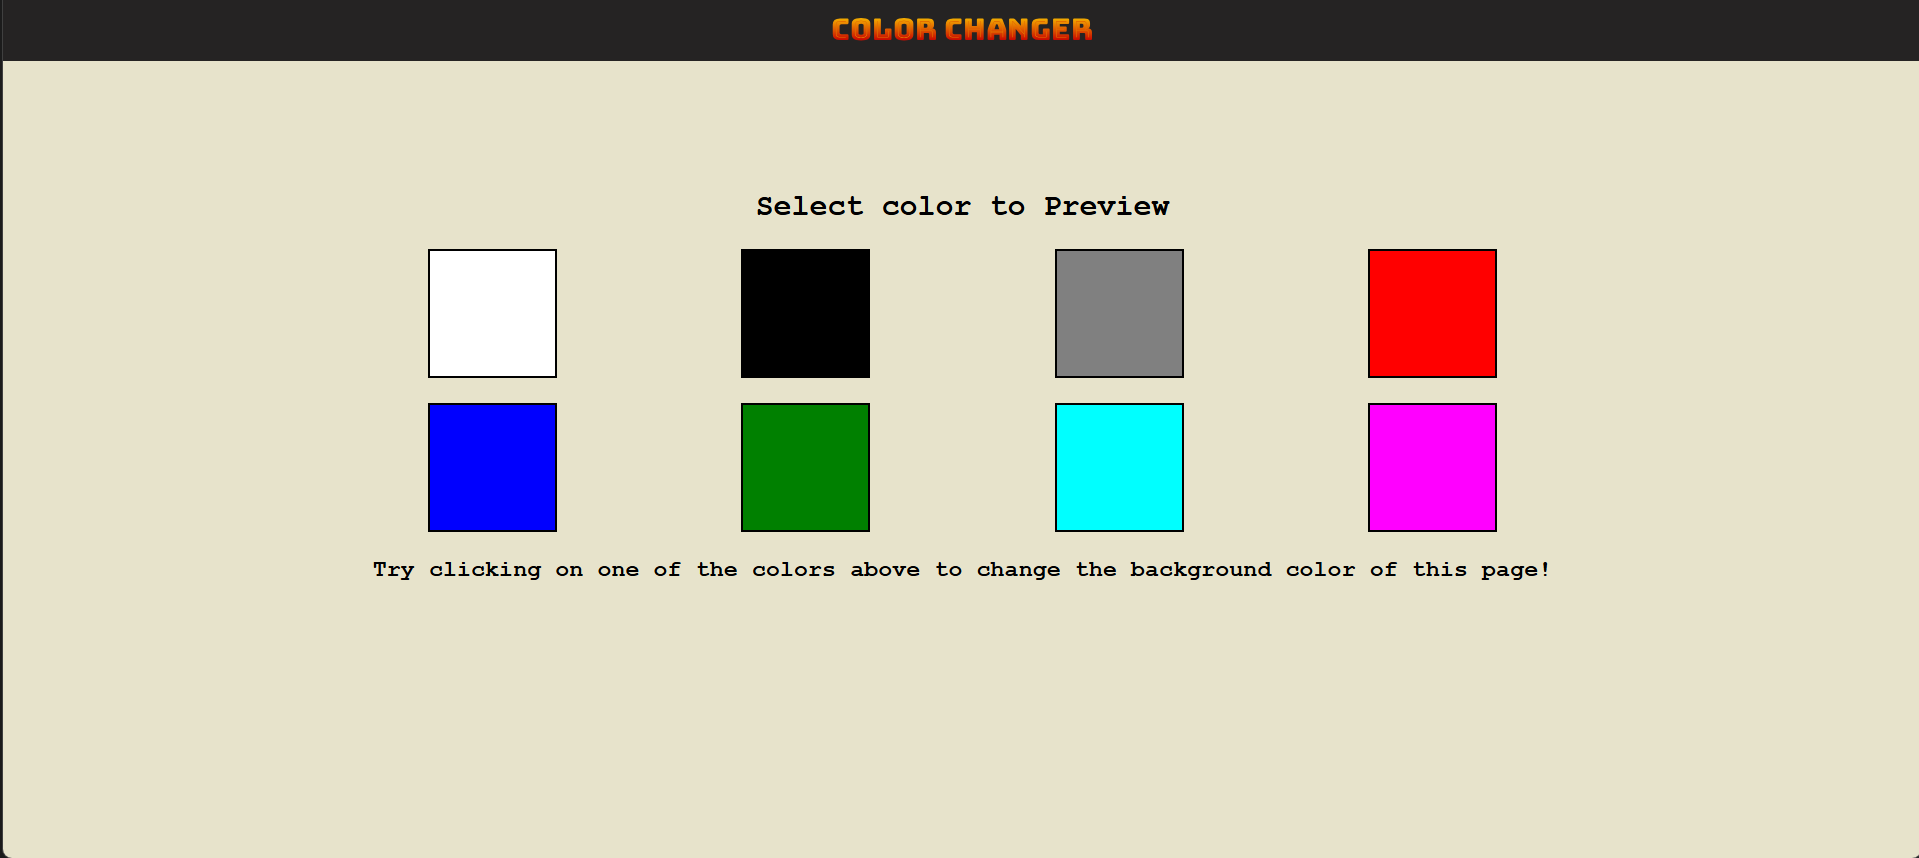 COLOR CHANGER
Select color to Preview
Try clicking on one of the colors above to change the background color of this page!